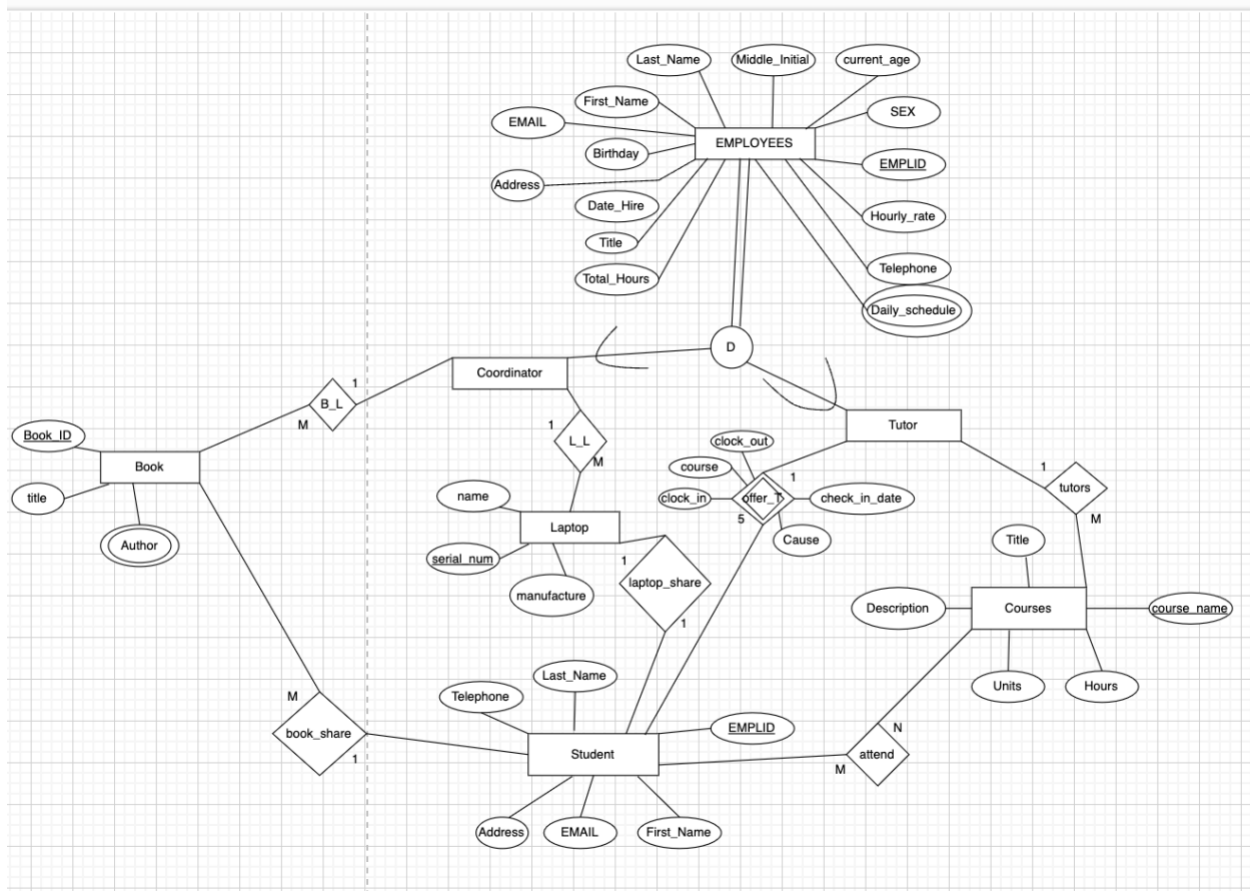 Last_Name
Middle_Initial
current_age
First_Name
SEX
EMAIL
EMPLOYEES
Birthday
EMPLID
Address
Date_Hire
Hourly_rate
Title
Telephone
Total_Hours
Daily_schedule
D
Coordinator
1
B_L
M
Tutor
Book_ID
1
L_L
M
clock_out
Book
course
1
1
tutors
title
name
clock_in
offer_T
check_in_date
5
M
Laptop
Author
Cause
Title
serial_num
1
laptop_share
manufacture
Description
Courses
course_name
1
Last_Name
Telephone
Units
Hours
M
EMPLID
N
book_share
Student
attend
1
M
Address
EMAIL
First_Name